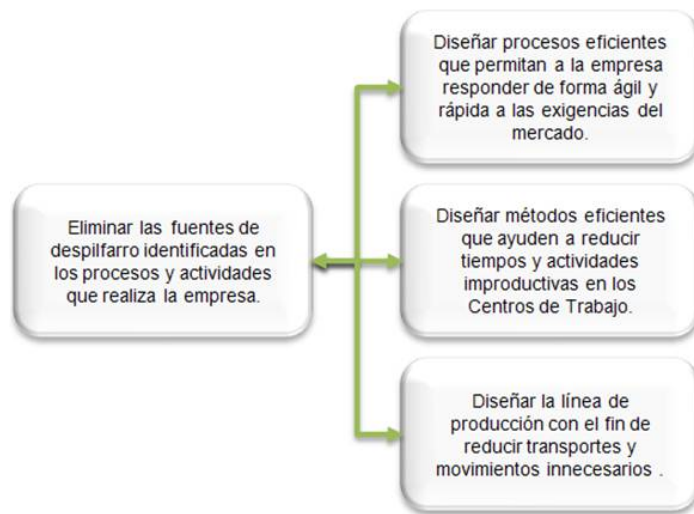 Diseñar procesos eficientes
que permitan a la empresa
responder de forma ágil y
rápida a las exigencias del
mercado.
Eliminar las fuentes de
despilfarro identificadas en
los procesos y actividades
que realiza la empresa.
Diseñar métodos eficientes
que ayuden a reducir
tiempos y actividades
improductivas en los
Centros de Trabajo.
Diseñar la línea de
producción con el fin de
reducir transportes y
movimientos innecesarios .